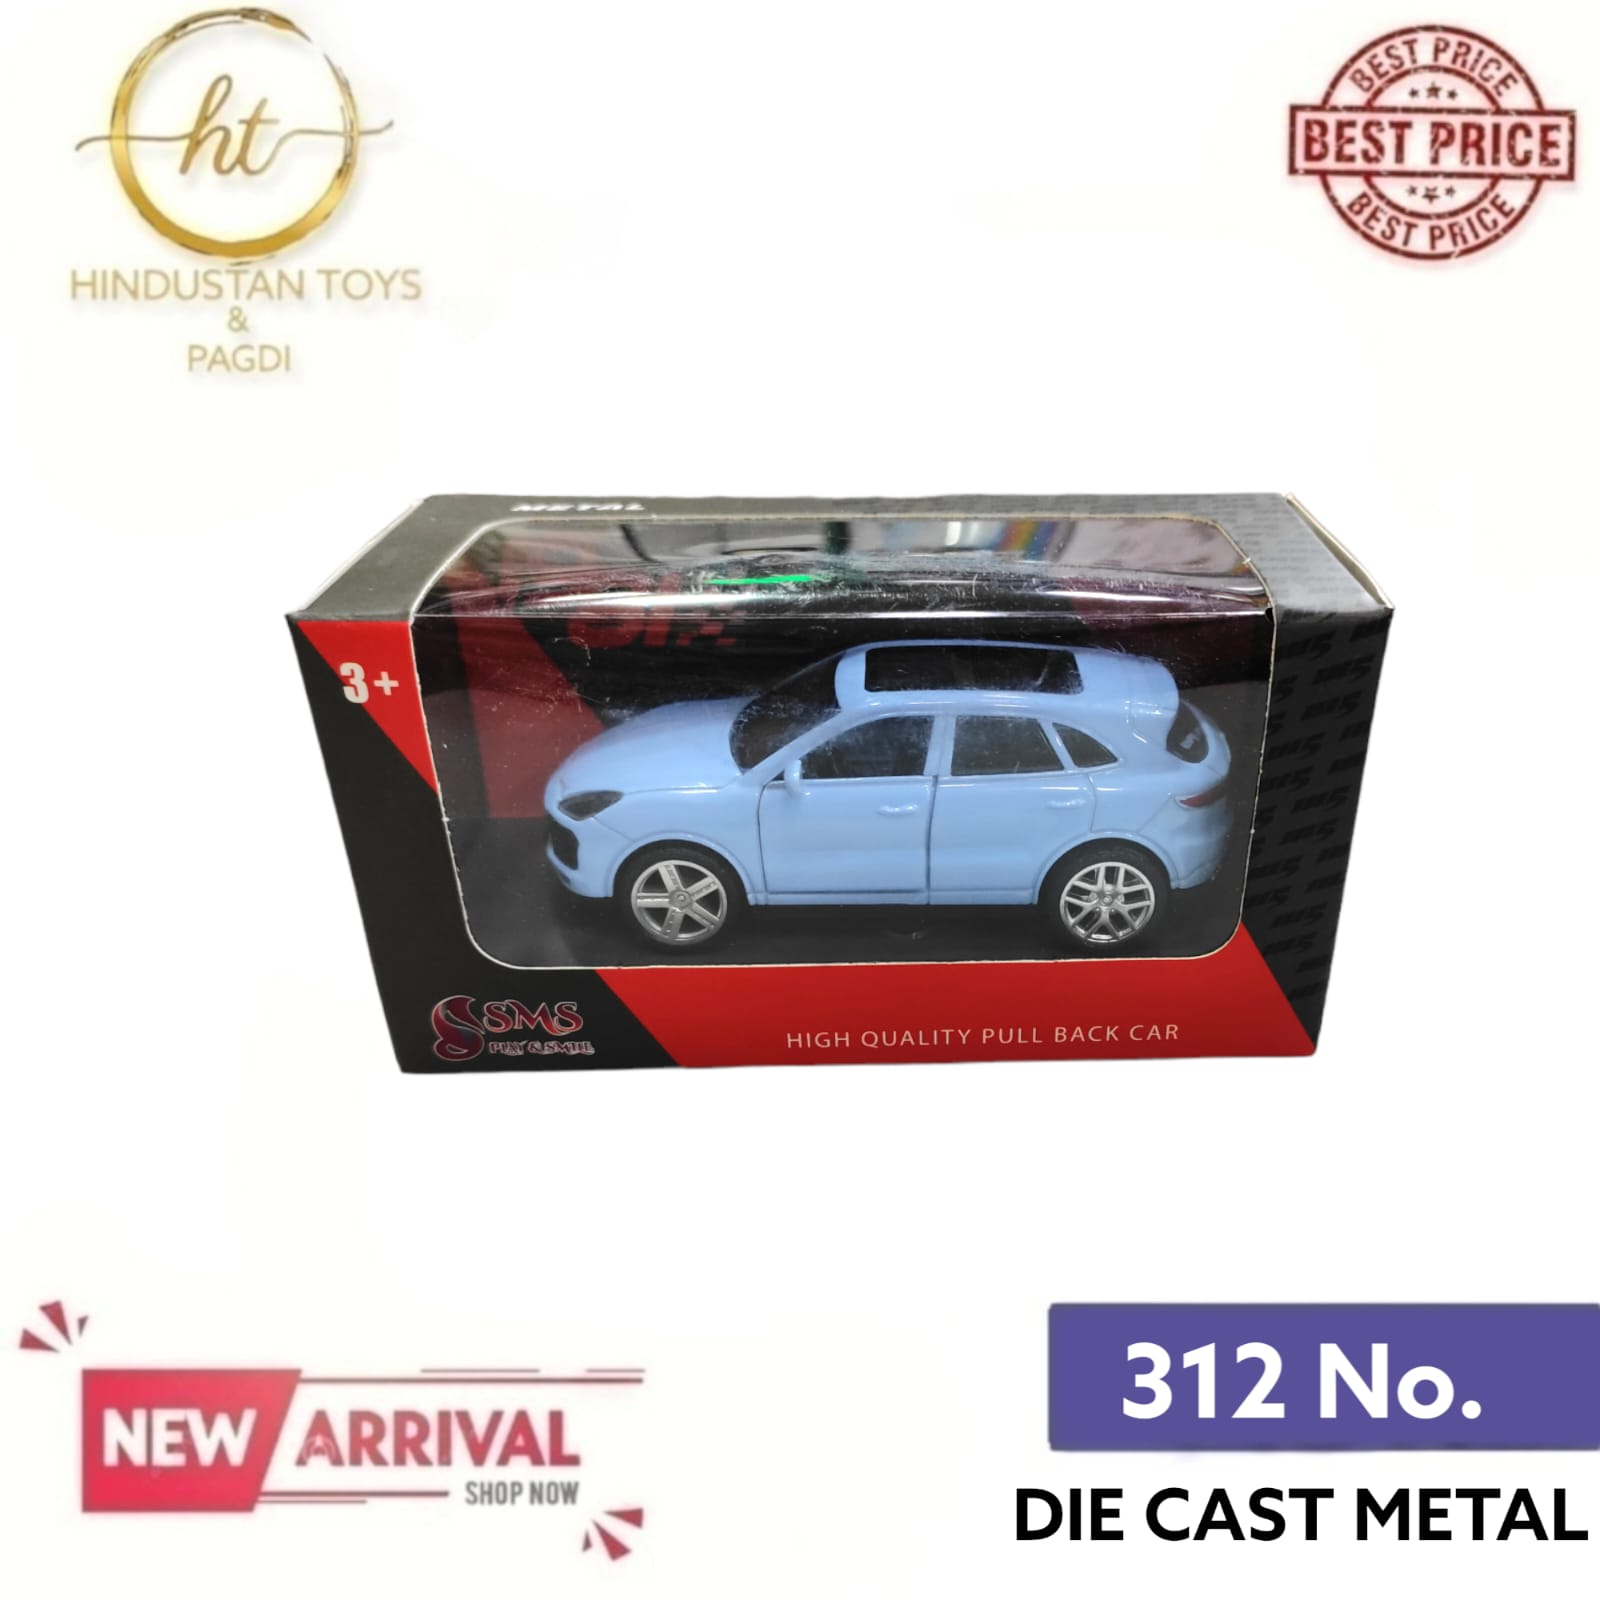 ht
HINDUSTAN TOYS
&
PAGDI
BEST PRICE
BEST PRICE
BEST PRICE
METAL
3+
SMS
PLAY & SMILE
HIGH QUALITY PULL BACK CAR
NEW ARRIVAL
SHOP NOW
312 No.
DIE CAST METAL